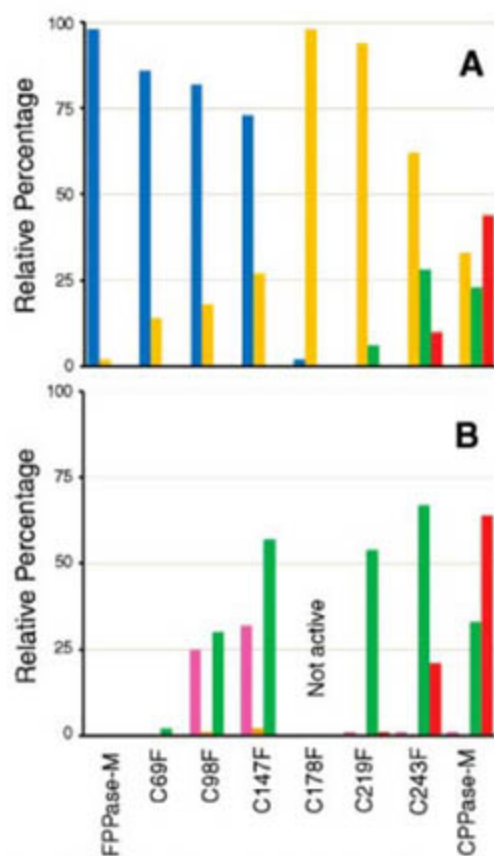 A
Relative Percentage
100
75
50
25
0
B
Relative Percentage
100
75
50
25
0
Not active
FPPase-M
C69F
C98F
C147F
C178F
C219F
C243F
CPPase-M